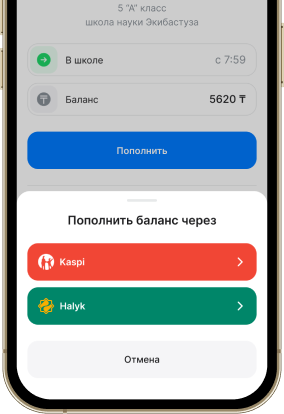 5 "А" класс
школа науки Экибастуза
В школе
с 7:59
Баланс
5620 ₸
Пополнить
Пополнить баланс через
Kaspi
Halyk
Отмена